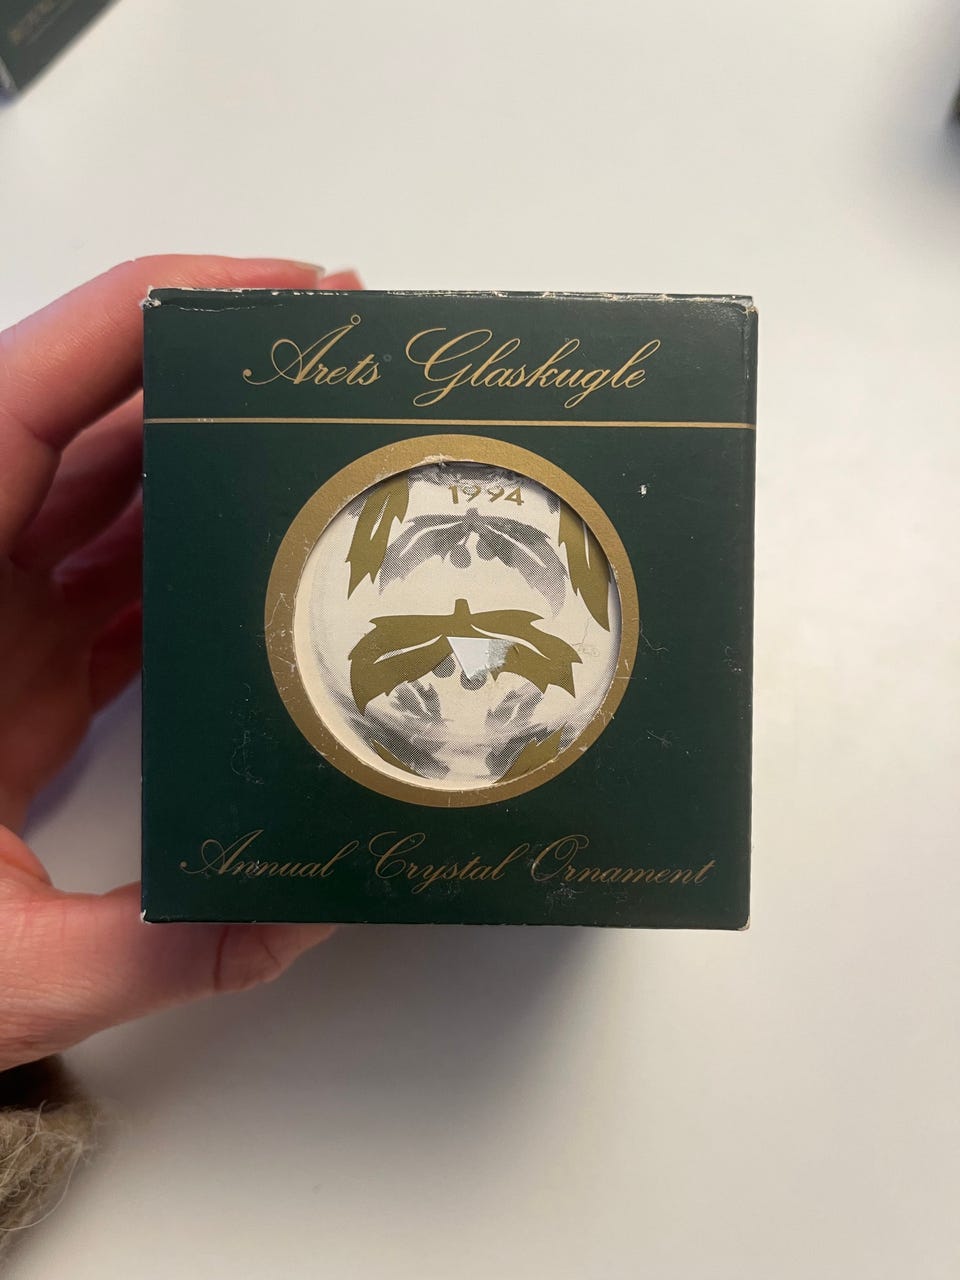 Årets Glaskugle
1994
Annual Crystal Ornament